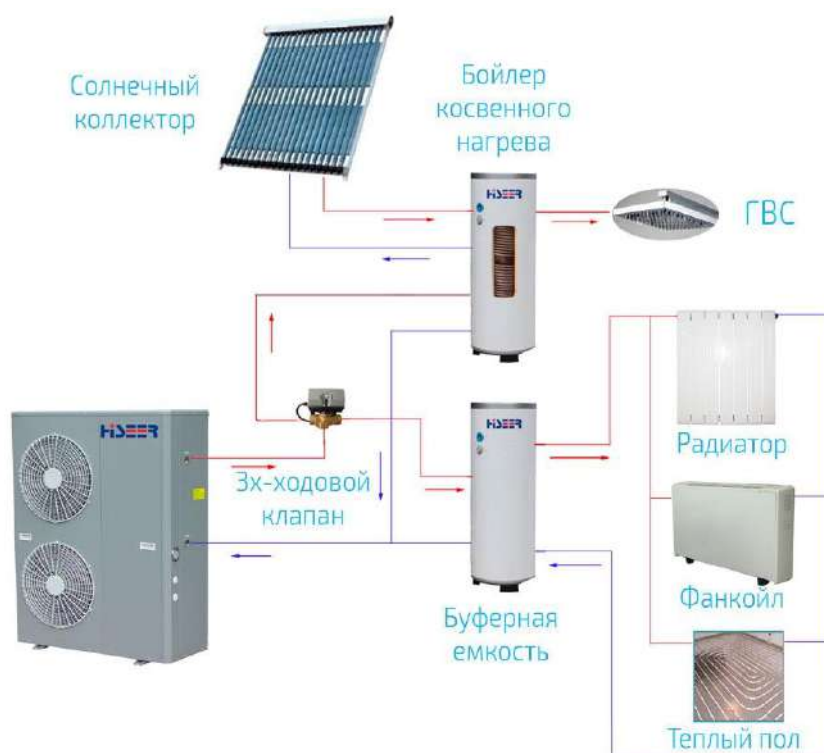 Солнечный
коллектор
Бойлер
косвенного
нагрева
HISEER
ГВС
HISEER
3х-ходовой
клапан
HISEER
Буферная
емкость
Радиатор
Фанкойл
Теплый пол